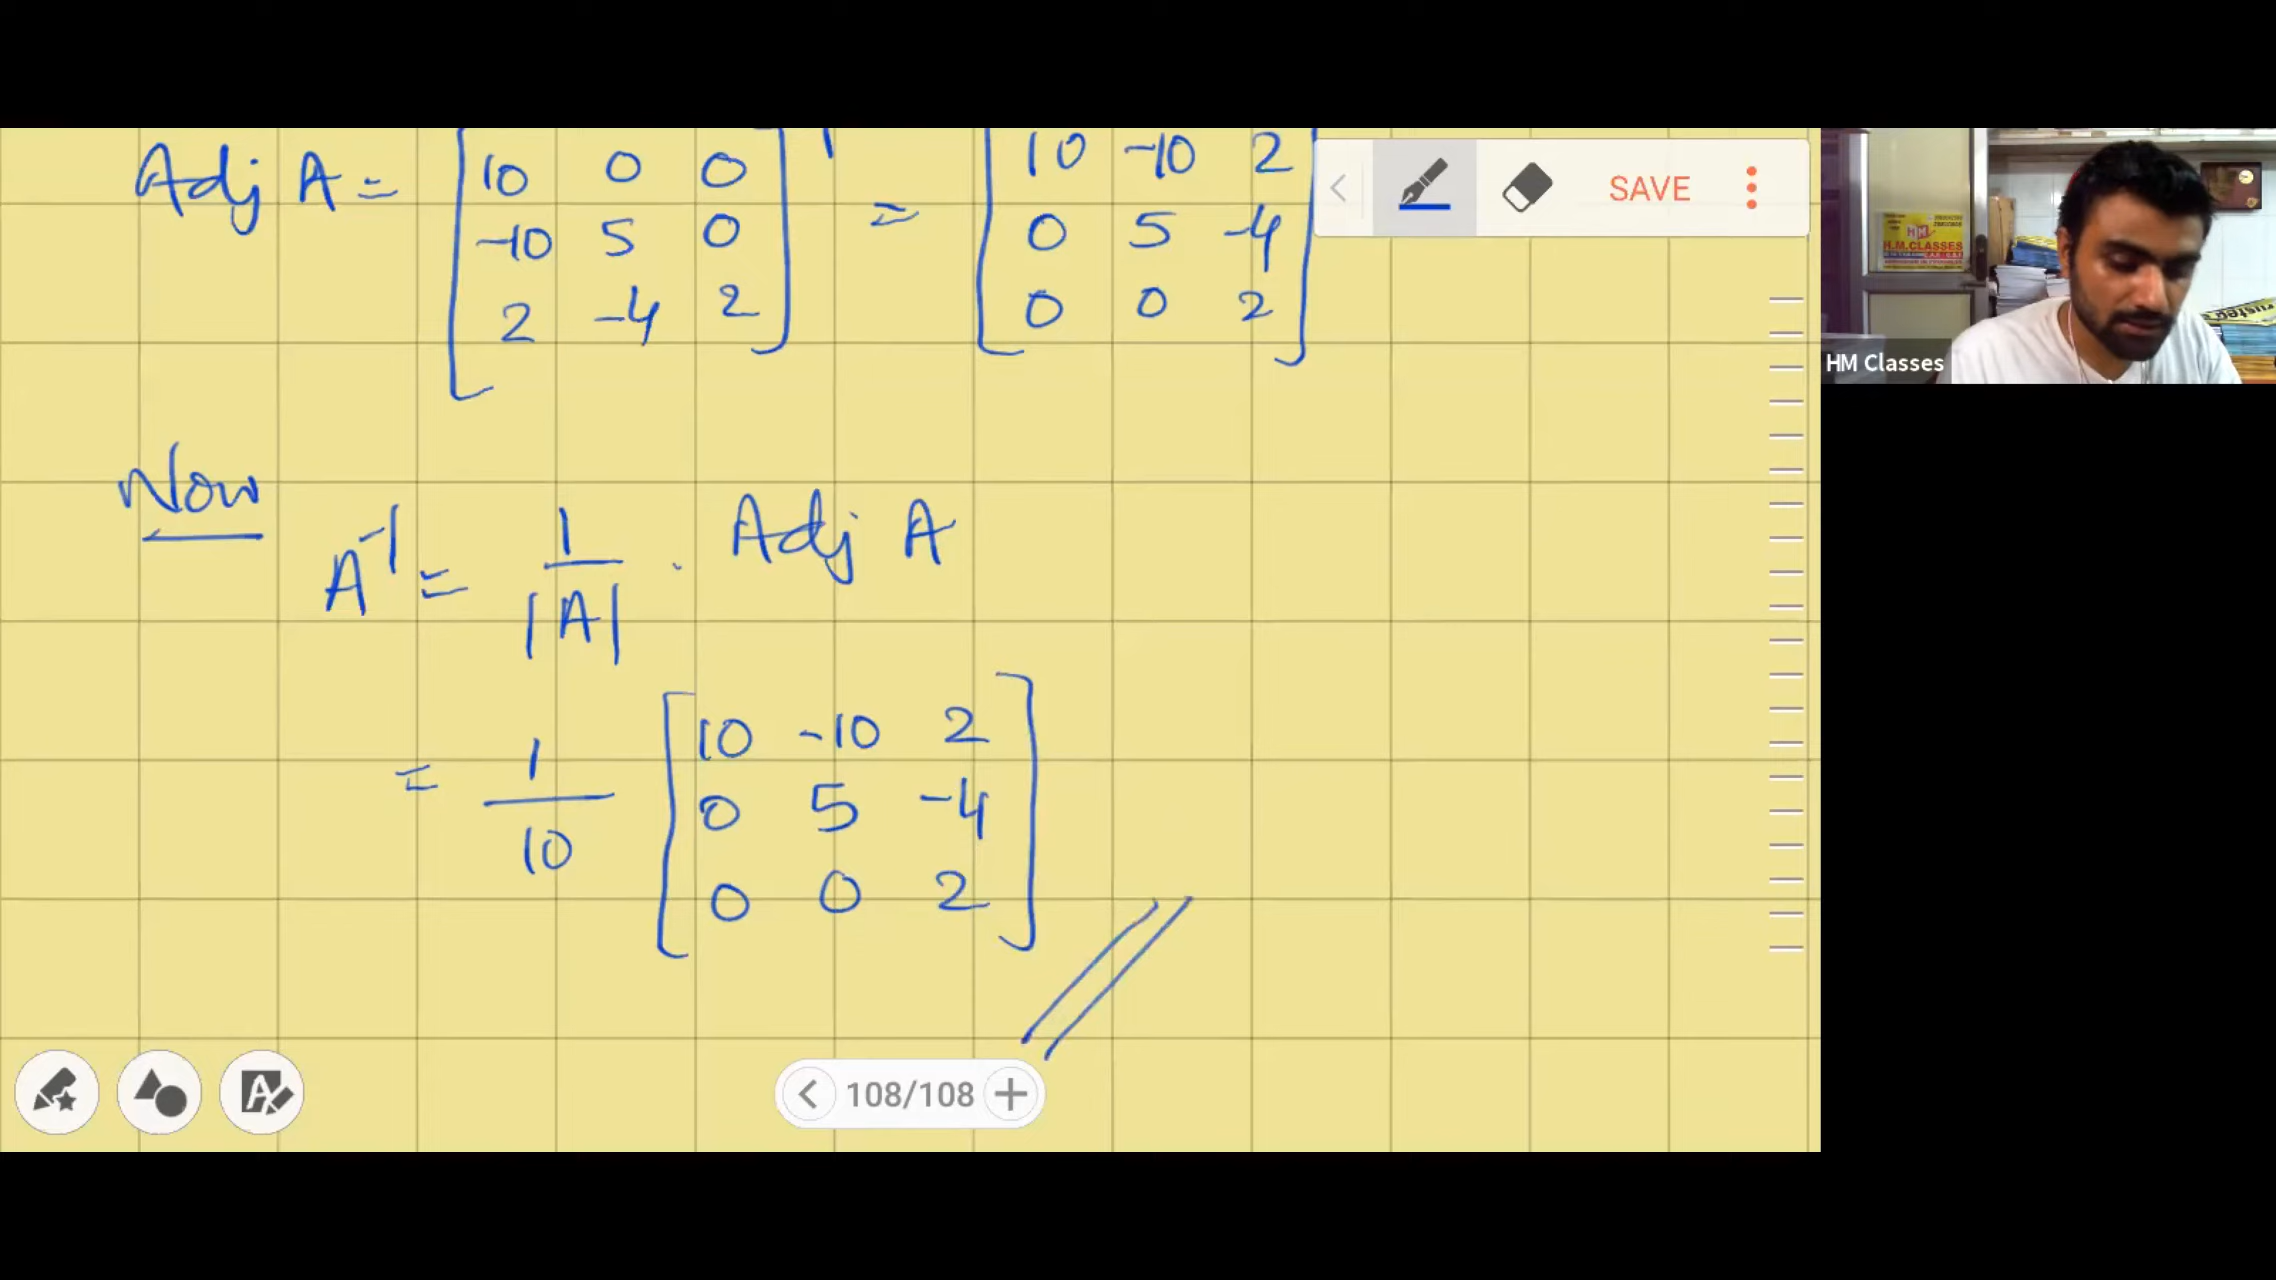 Adj A = [10 0 0 = [10 -10 2
-10 5 0 0 5 -4
2 -4 2] 0 0 2]
SAVE
H.M.CLASSES
HM Classes
Now
A⁻¹ = 1/|A| . Adj A
= 1/10 [10 -10 2
0 5 -4
0 0 2]
108/108